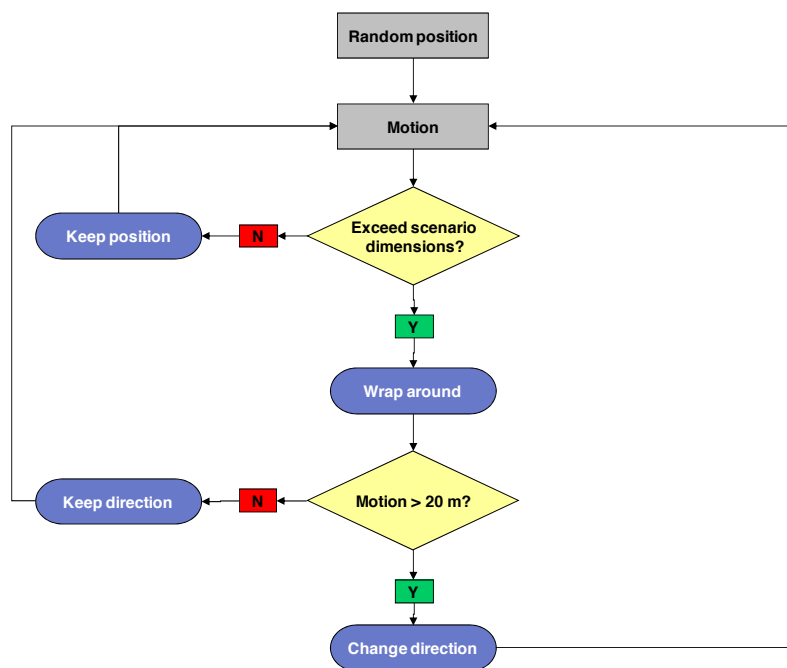 Random position
Motion
Exceed scenario
dimensions?
N
Keep position
Y
Wrap around
Motion > 20 m?
N
Keep direction
Y
Change direction